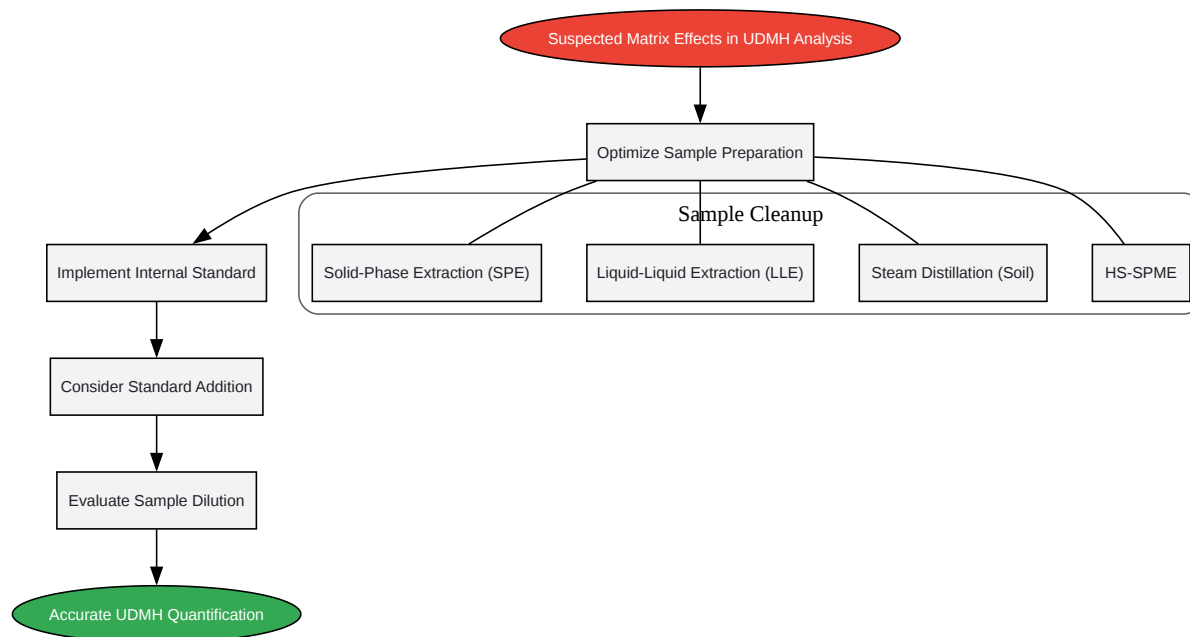 Suspected Matrix Effects in UDMH Analysis
Optimize Sample Preparation
Sample Cleanup
Implement Internal Standard
Solid-Phase Extraction (SPE)
Liquid-Liquid Extraction (LLE)
Steam Distillation (Soil)
HS-SPME
Consider Standard Addition
Evaluate Sample Dilution
Accurate UDMH Quantification